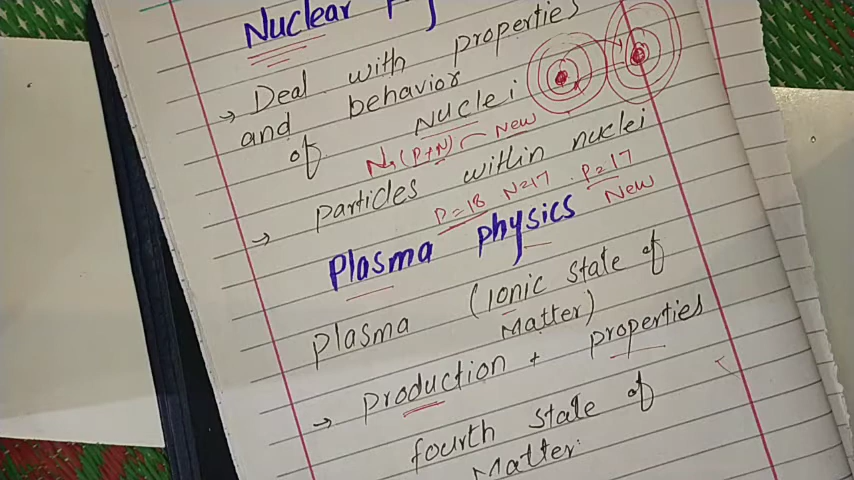 Nuclear
→ Deal with properties
and behavior
of Nuclei
N, (P+N) New
→ particles within nuclei
P=18 N=17 P=17
New
Plasma physics
plasma (ionic state of
Matter)
→ production + properties
fourth state of
Matter.